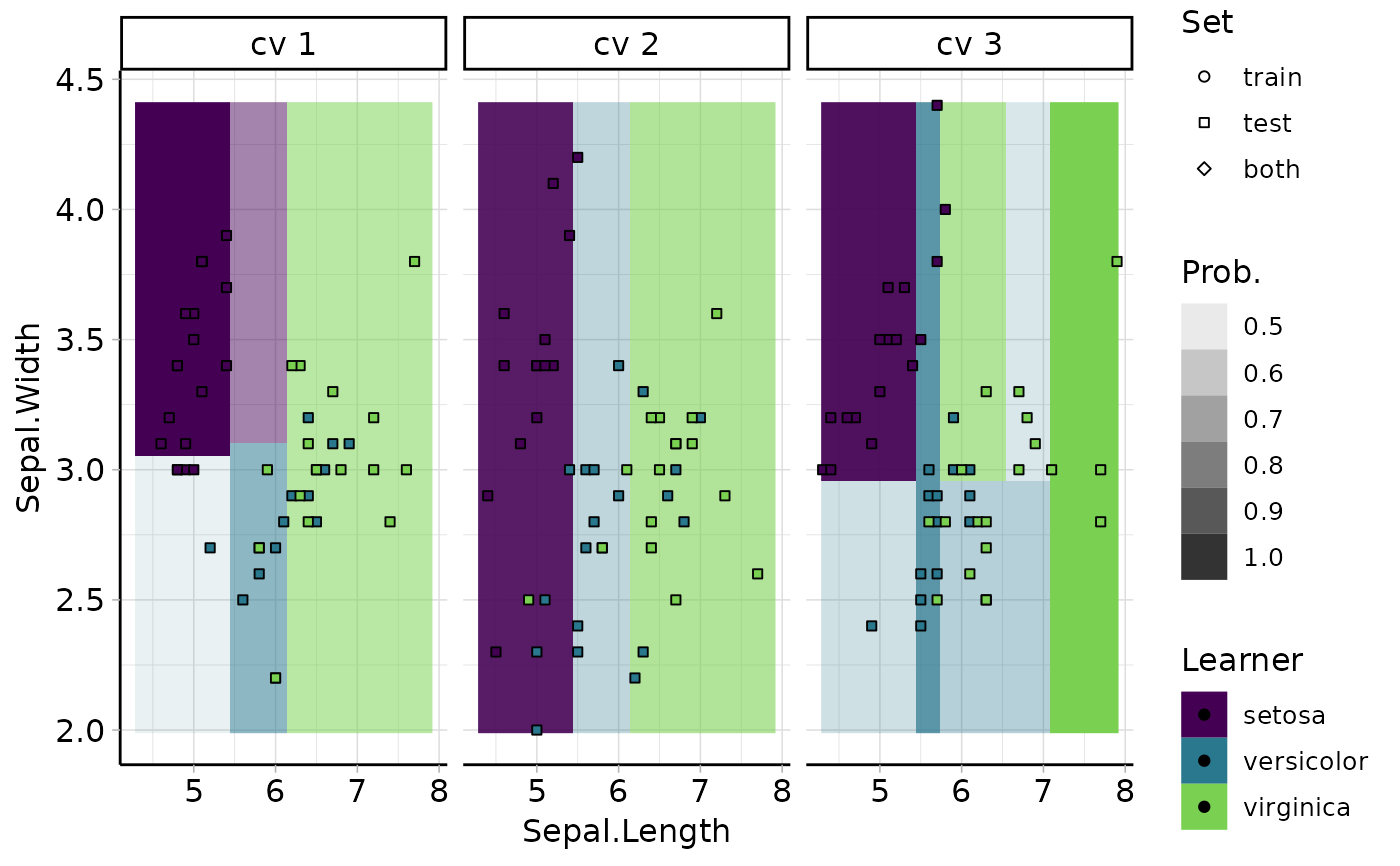 cv 1
cv 2
cv 3
4.5
4.0
3.5
3.0
2.5
2.0
Sepal.Width
5 6 7 8
5 6 7 8
5 6 7 8
Sepal.Length
Set
train
test
both
Prob.
0.5
0.6
0.7
0.8
0.9
1.0
Learner
setosa
versicolor
virginica